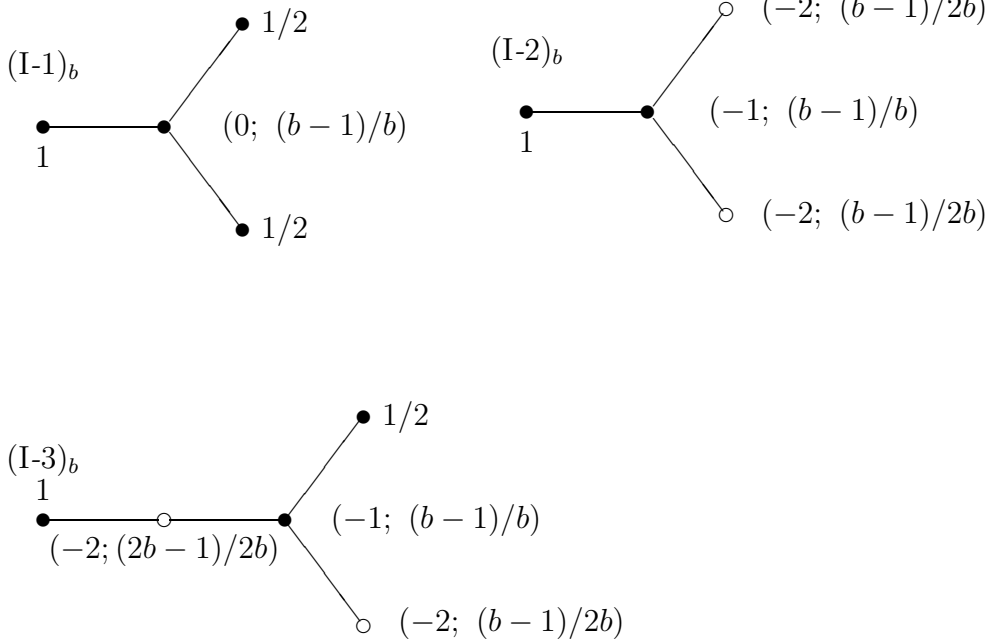 1/2
(I-1)_b
(0; (b − 1)/b)
1
1/2
(−2; (b − 1)/2b)
(I-2)_b
(−1; (b − 1)/b)
1
(−2; (b − 1)/2b)
1/2
(I-3)_b
1
(−1; (b − 1)/b)
(−2; (2b − 1)/2b)
(−2; (b − 1)/2b)